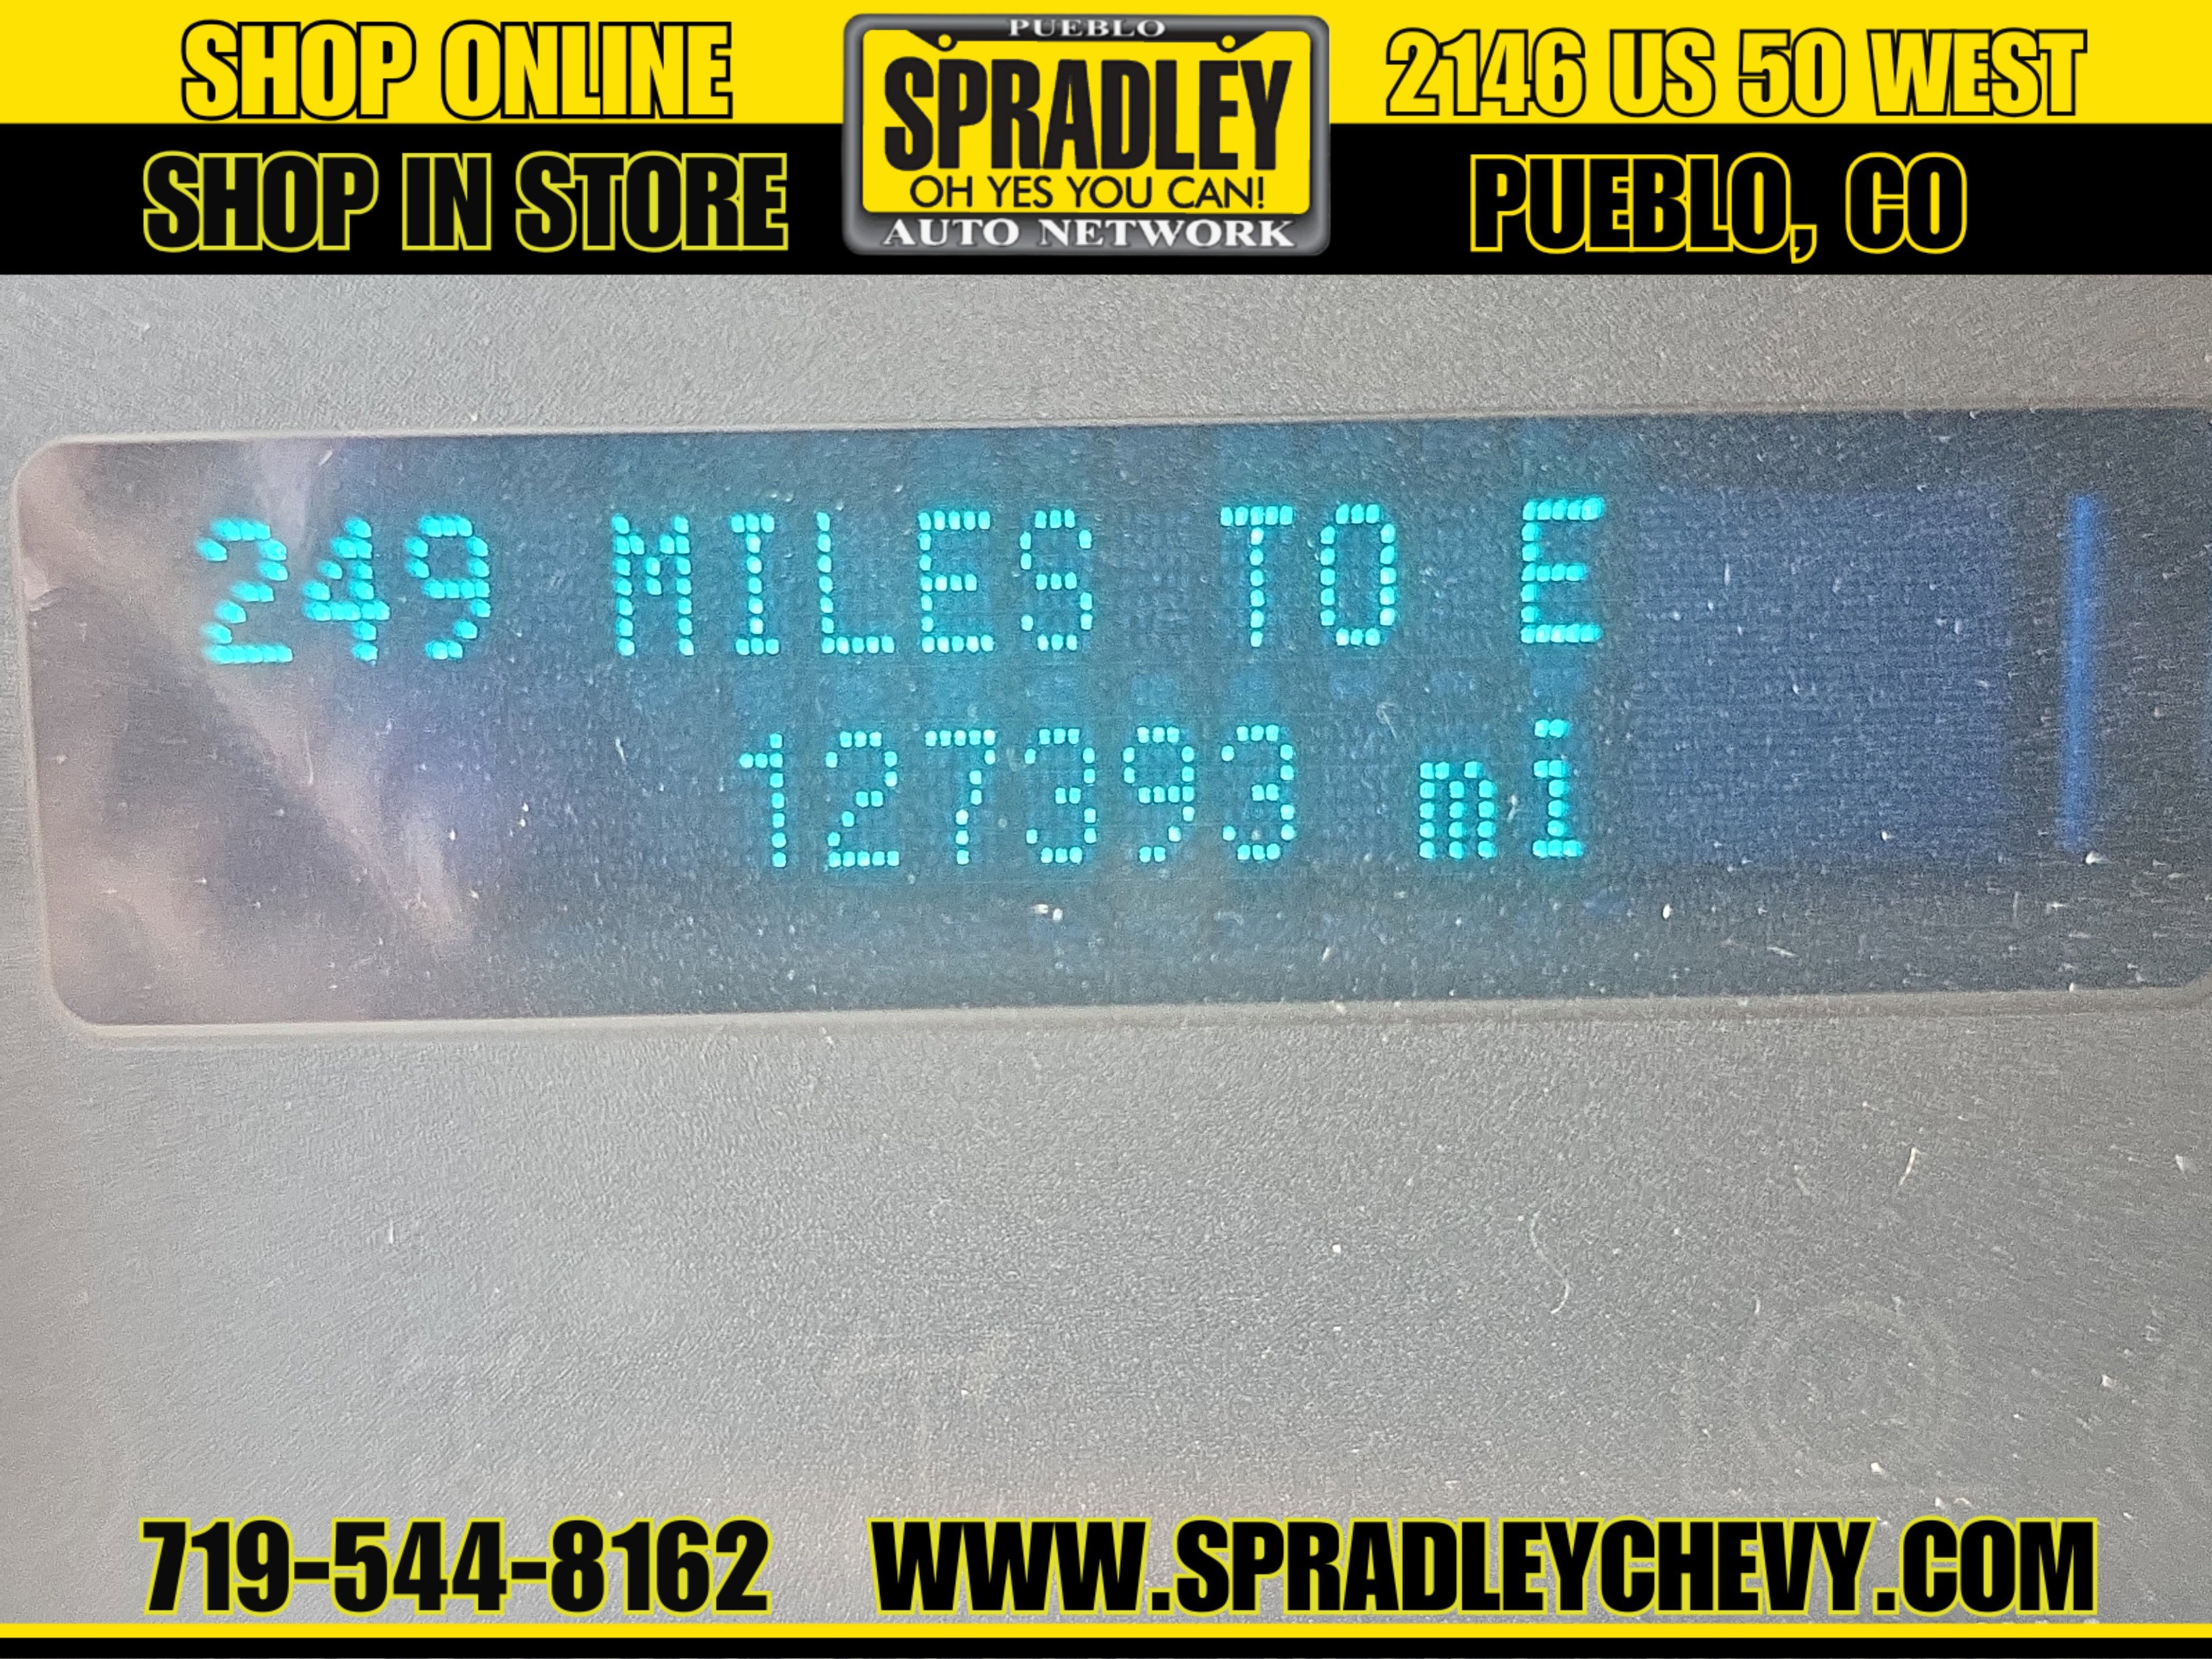 SHOP ONLINE
SHOP IN STORE
PUEBLO
SPRADLEY
OH YES YOU CAN!
AUTO NETWORK
2146 US 50 WEST
PUEBLO, CO
249 MILES TO E
127393 mi
719-544-8162 WWW.SPRADLEYCHEVY.COM